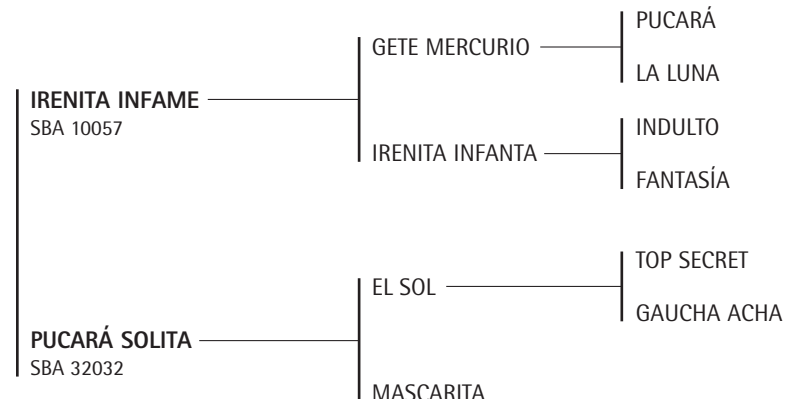 PUCARÁ
GETE MERCURIO
LA LUNA
IRENITA INFAME
SBA 10057
INDULTO
IRENITA INFANTA
FANTASÍA
TOP SECRET
EL SOL
GAUCHA ACHA
PUCARÁ SOLITA
SBA 32032
MASCARITA